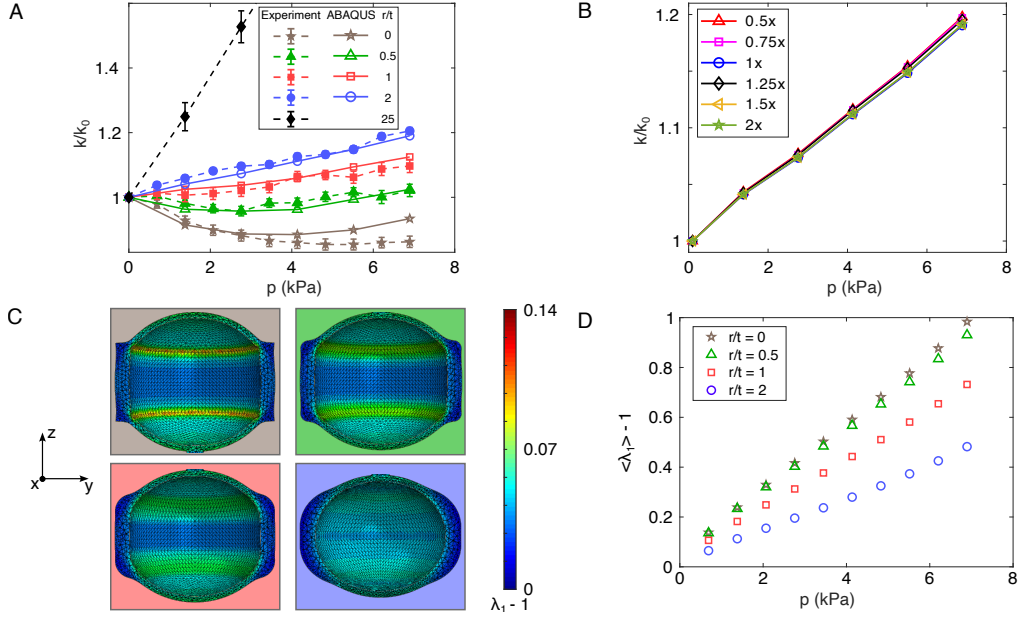 A
Experiment ABAQUS r/t
0
0.5
1
2
25
1.4
1.2
1
k/k₀
0 2 4 6 8
p (kPa)
B
0.5x
0.75x
1x
1.25x
1.5x
2x
1.2
1.1
1
k/k₀
0 2 4 6 8
p (kPa)
C
z
x
y
0.14
0.07
0
λ₁ - 1
D
r/t = 0
r/t = 0.5
r/t = 1
r/t = 2
1
0.8
0.6
0.4
0.2
0
<λ₁> - 1
0 2 4 6 8
p (kPa)